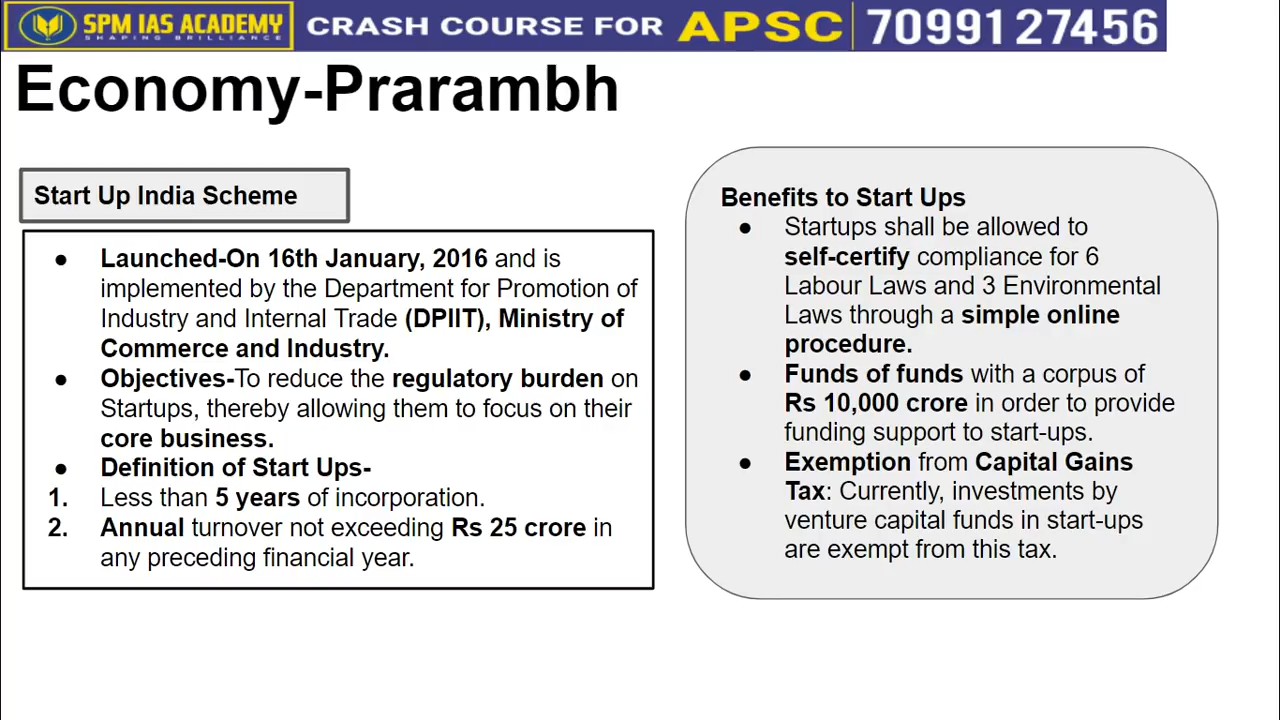 SPM IAS ACADEMY
SHAPING BRILLIANCE
CRASH COURSE FOR APSC 70991 27456
Economy-Prarambh
Start Up India Scheme
● Launched-On 16th January, 2016 and is
implemented by the Department for Promotion of
Industry and Internal Trade (DPIIT), Ministry of
Commerce and Industry.
● Objectives-To reduce the regulatory burden on
Startups, thereby allowing them to focus on their
core business.
● Definition of Start Ups-
1. Less than 5 years of incorporation.
2. Annual turnover not exceeding Rs 25 crore in
any preceding financial year.
Benefits to Start Ups
● Startups shall be allowed to
self-certify compliance for 6
Labour Laws and 3 Environmental
Laws through a simple online
procedure.
● Funds of funds with a corpus of
Rs 10,000 crore in order to provide
funding support to start-ups.
● Exemption from Capital Gains
Tax: Currently, investments by
venture capital funds in start-ups
are exempt from this tax.